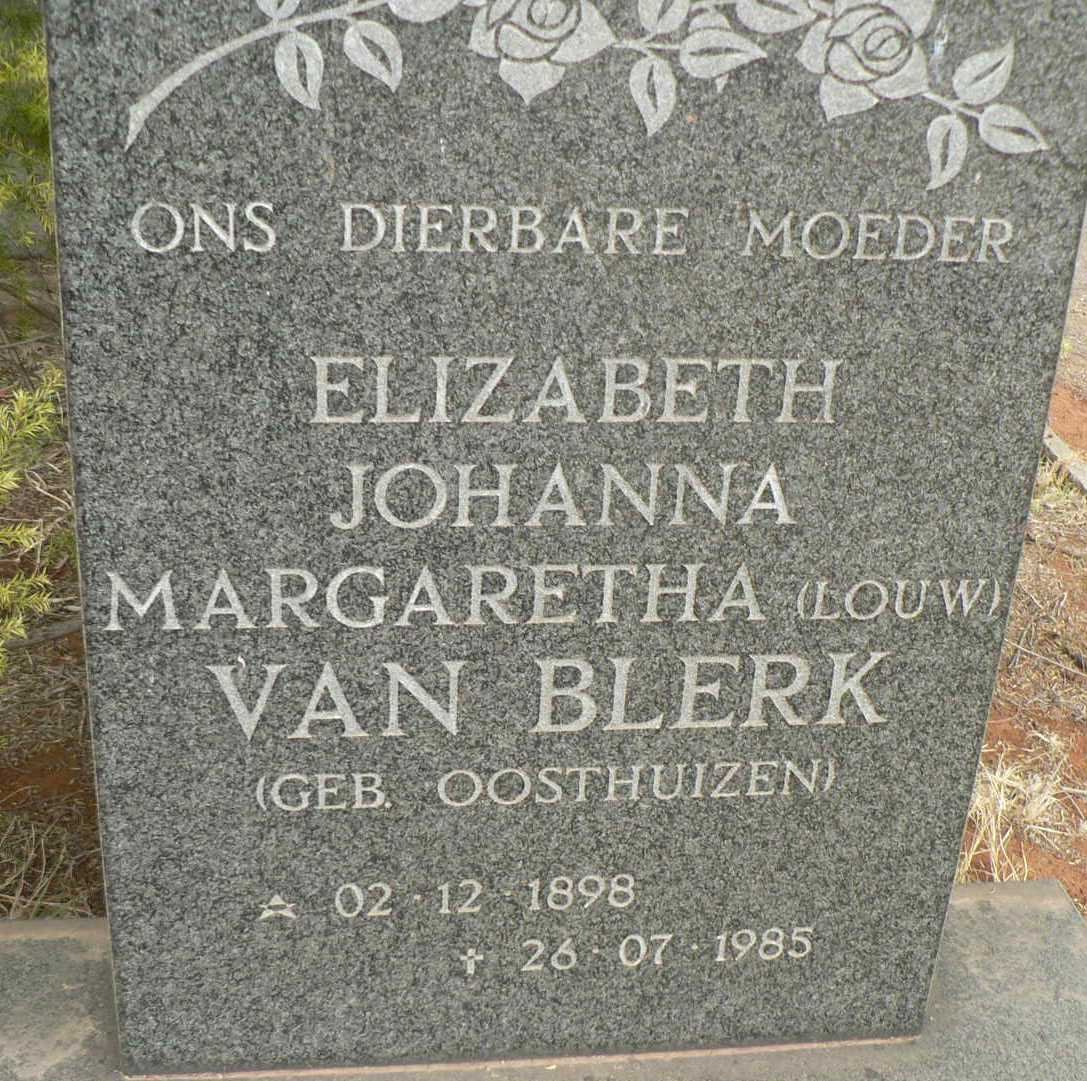 ONS DIERBARE MOEDER
ELIZABETH
JOHANNA
MARGARETHA (LOUW)
VAN BLERK
(GEB. OOSTHUIZEN)
02·12·1898
✝ 26·07·1985